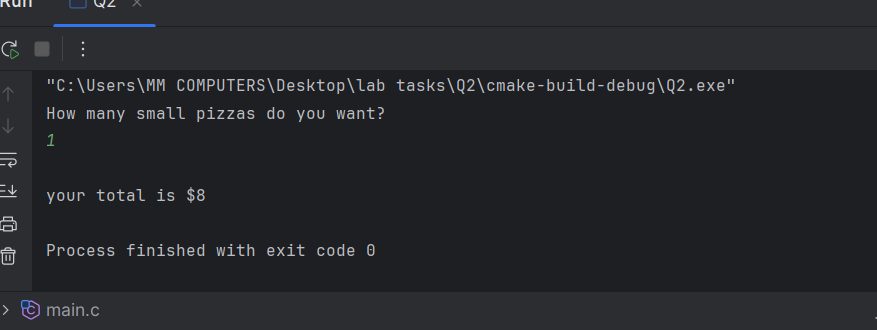 Run
Q2
"C:\Users\MM COMPUTERS\Desktop\lab tasks\Q2\cmake-build-debug\Q2.exe"
How many small pizzas do you want?
1
your total is $8
Process finished with exit code 0
main.c